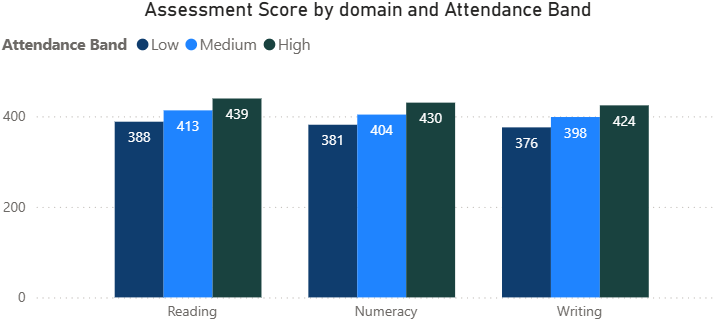 Assessment Score by domain and Attendance Band
Attendance Band Low Medium High
400
200
0
388 413 439
381 404 430
376 398 424
Reading Numeracy Writing